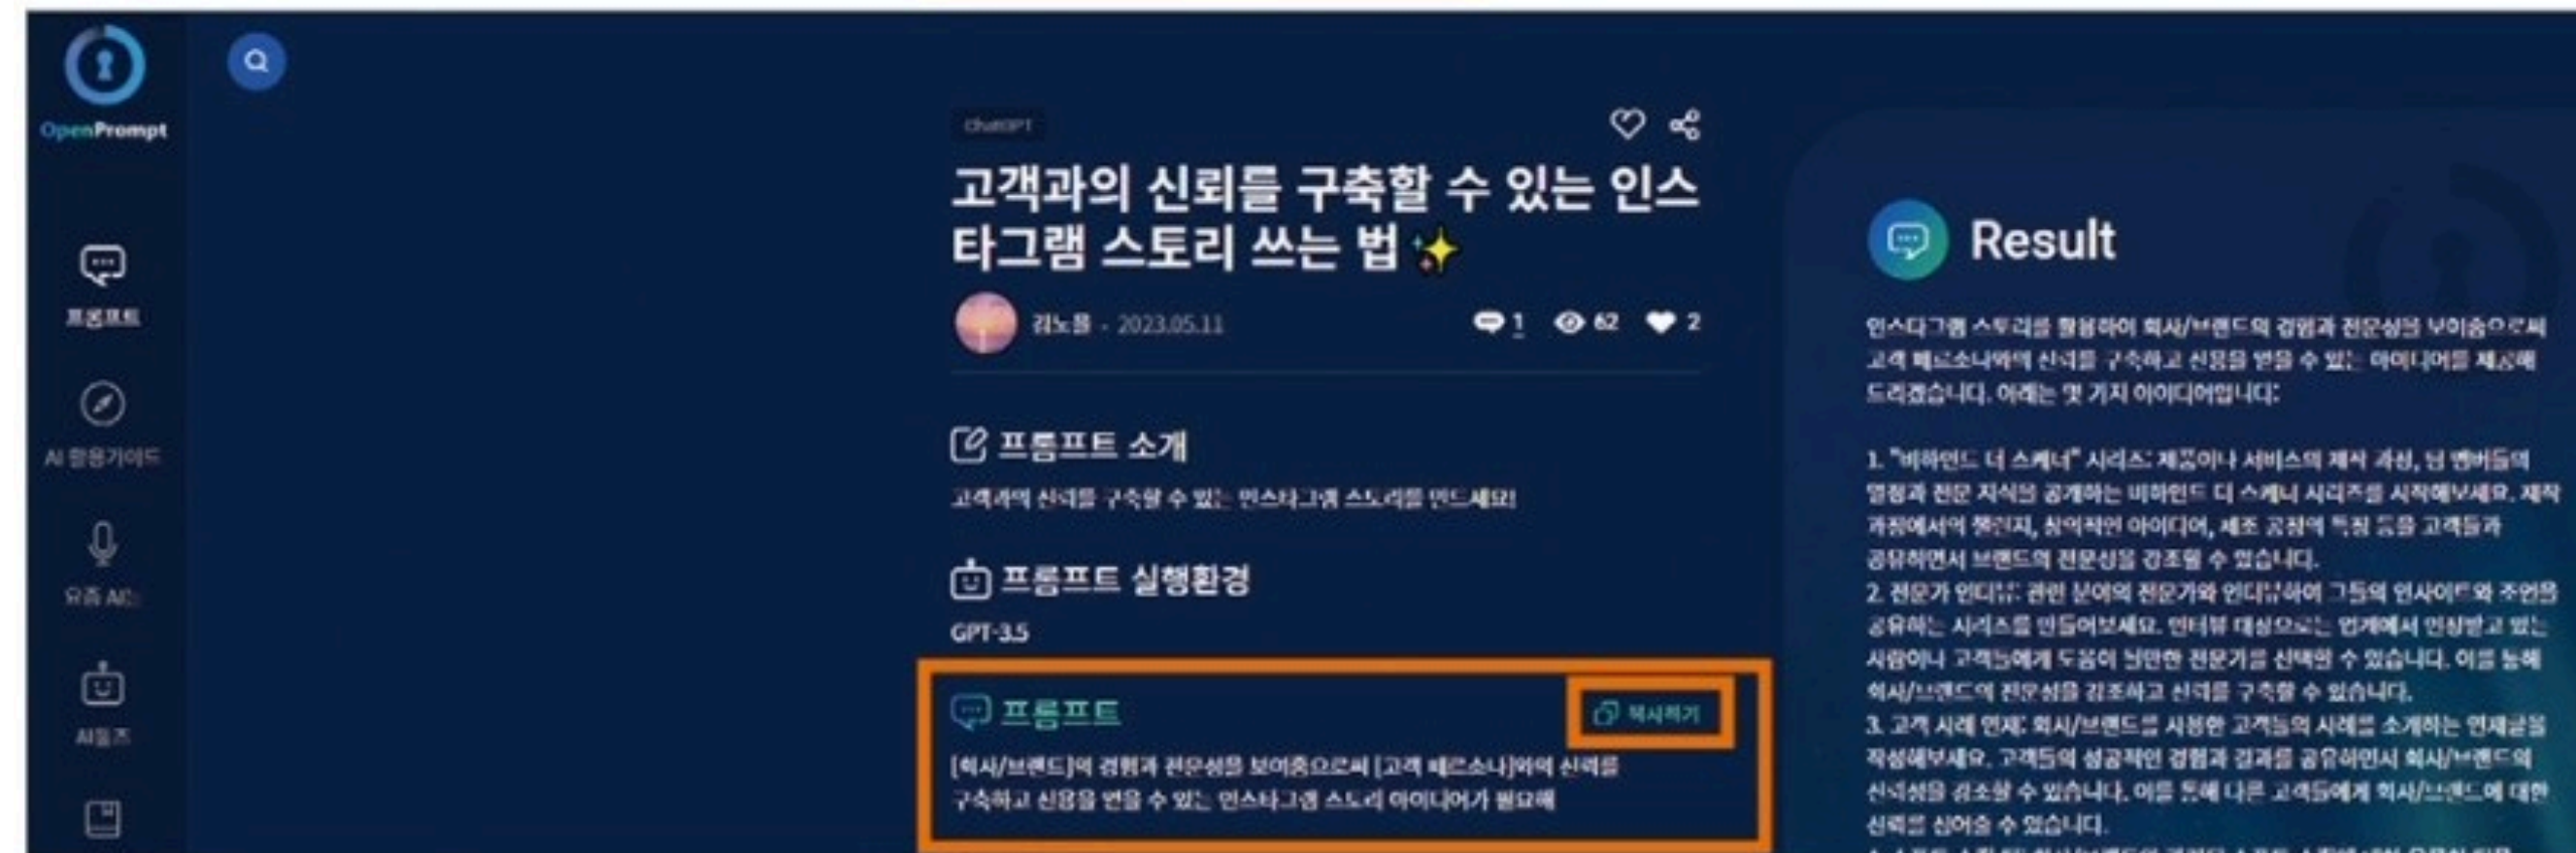 OpenPrompt
프롬프트
AI 활용가이드
요즘 AI는
AI툴즈
ChatGPT
고객과의 신뢰를 구축할 수 있는 인스
타그램 스토리 쓰는 법
김노을 - 2023.05.11
1 62 2
프롬프트 소개
고객과의 신뢰를 구축할 수 있는 인스타그램 스토리를 만드세요!
프롬프트 실행환경
GPT-3.5
프롬프트
복사하기
[회사/브랜드]의 경험과 전문성을 보여줌으로써 [고객 페르소나]와의 신뢰를
구축하고 신용을 얻을 수 있는 인스타그램 스토리 아이디어가 필요해
Result
인스타그램 스토리를 활용하여 회사/브랜드의 경험과 전문성을 보여줌으로써
고객 페르소나와의 신뢰를 구축하고 신용을 얻을 수 있는 아이디어를 제공해
드리겠습니다. 아래는 몇 가지 아이디어입니다:
1. "비하인드 더 스케너" 시리즈: 제품이나 서비스의 제작 과정, 팀 멤버들의
열정과 전문 지식을 공개하는 비하인드 더 스케너 시리즈를 시작해보세요. 제작
과정에서의 챌린지, 창의적인 아이디어, 제조 공정의 특징 등을 고객들과
공유하면서 브랜드의 전문성을 강조할 수 있습니다.
2. 전문가 인터뷰: 관련 분야의 전문가와 인터뷰하여 그들의 인사이트와 조언을
공유하는 시리즈를 만들어보세요. 인터뷰 대상으로는 업계에서 인정받고 있는
사람이나 고객들에게 도움이 될만한 전문가를 선택할 수 있습니다. 이를 통해
회사/브랜드의 전문성을 강조하고 신뢰를 구축할 수 있습니다.
3. 고객 사례 연재: 회사/브랜드를 사용한 고객들의 사례를 소개하는 연재글을
작성해보세요. 고객들의 성공적인 경험과 결과를 공유하면서 회사/브랜드의
신뢰성을 강조할 수 있습니다. 이를 통해 다른 고객들에게 회사/브랜드에 대한
신뢰를 심어줄 수 있습니다.